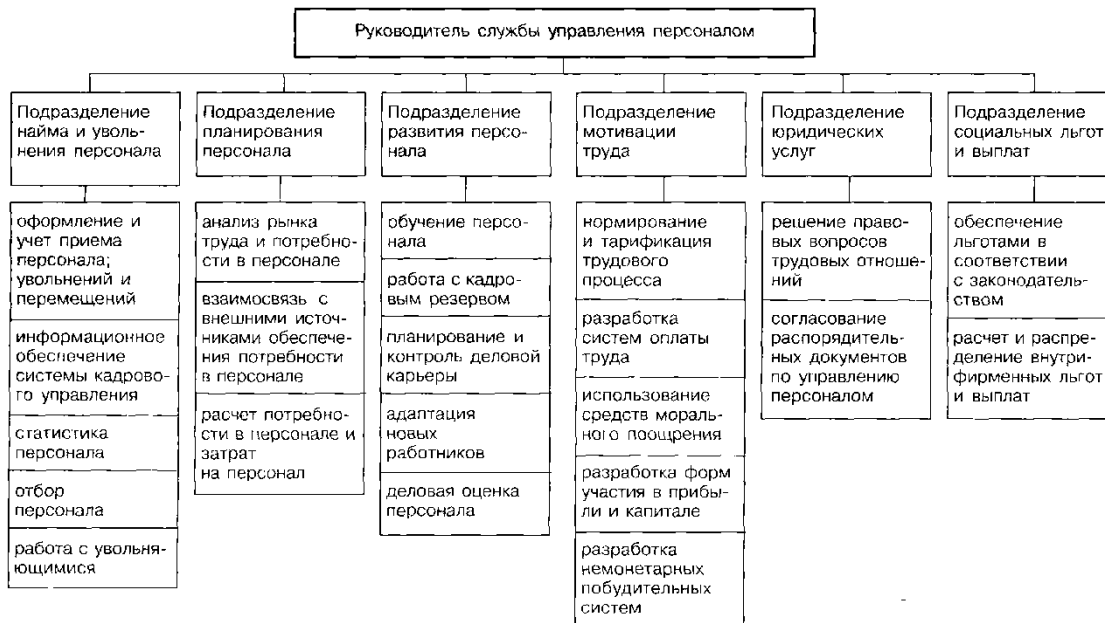 Руководитель службы управления персоналом
Подразделение
найма и уволь-
нения персонала
Подразделение
планирования
персонала
Подразделение
развития персо-
нала
Подразделение
мотивации
труда
Подразделение
юридических
услуг
Подразделение
социальных льгот
и выплат
оформление и
учет приема
персонала;
увольнений и
перемещений
информационное
обеспечение
системы кадрово-
го управления
статистика
персонала
отбор
персонала
работа с увольня-
ющимися
анализ рынка
труда и потребно-
сти в персонале
взаимосвязь с
внешними источ-
никами обеспече-
ния потребности
в персонале
расчет потребно-
сти в персонале и
затрат
на персонал
обучение персо-
нала
работа с кадро-
вым резервом
планирование и
контроль деловой
карьеры
адаптация
новых
работников
деловая оценка
персонала
нормирование
и тарификация
трудового
процесса
разработка
систем оплаты
труда
использование
средств мораль-
ного поощрения
разработка форм
участия в прибы-
ли и капитале
разработка
немонетарных
побудительных
систем
решение право-
вых вопросов
трудовых отноше-
ний
согласование
распорядитель-
ных документов
по управлению
персоналом
обеспечение
льготами в
соответствии
с законодатель-
ством
расчет и распре-
деление внутри-
фирменных льгот
и выплат